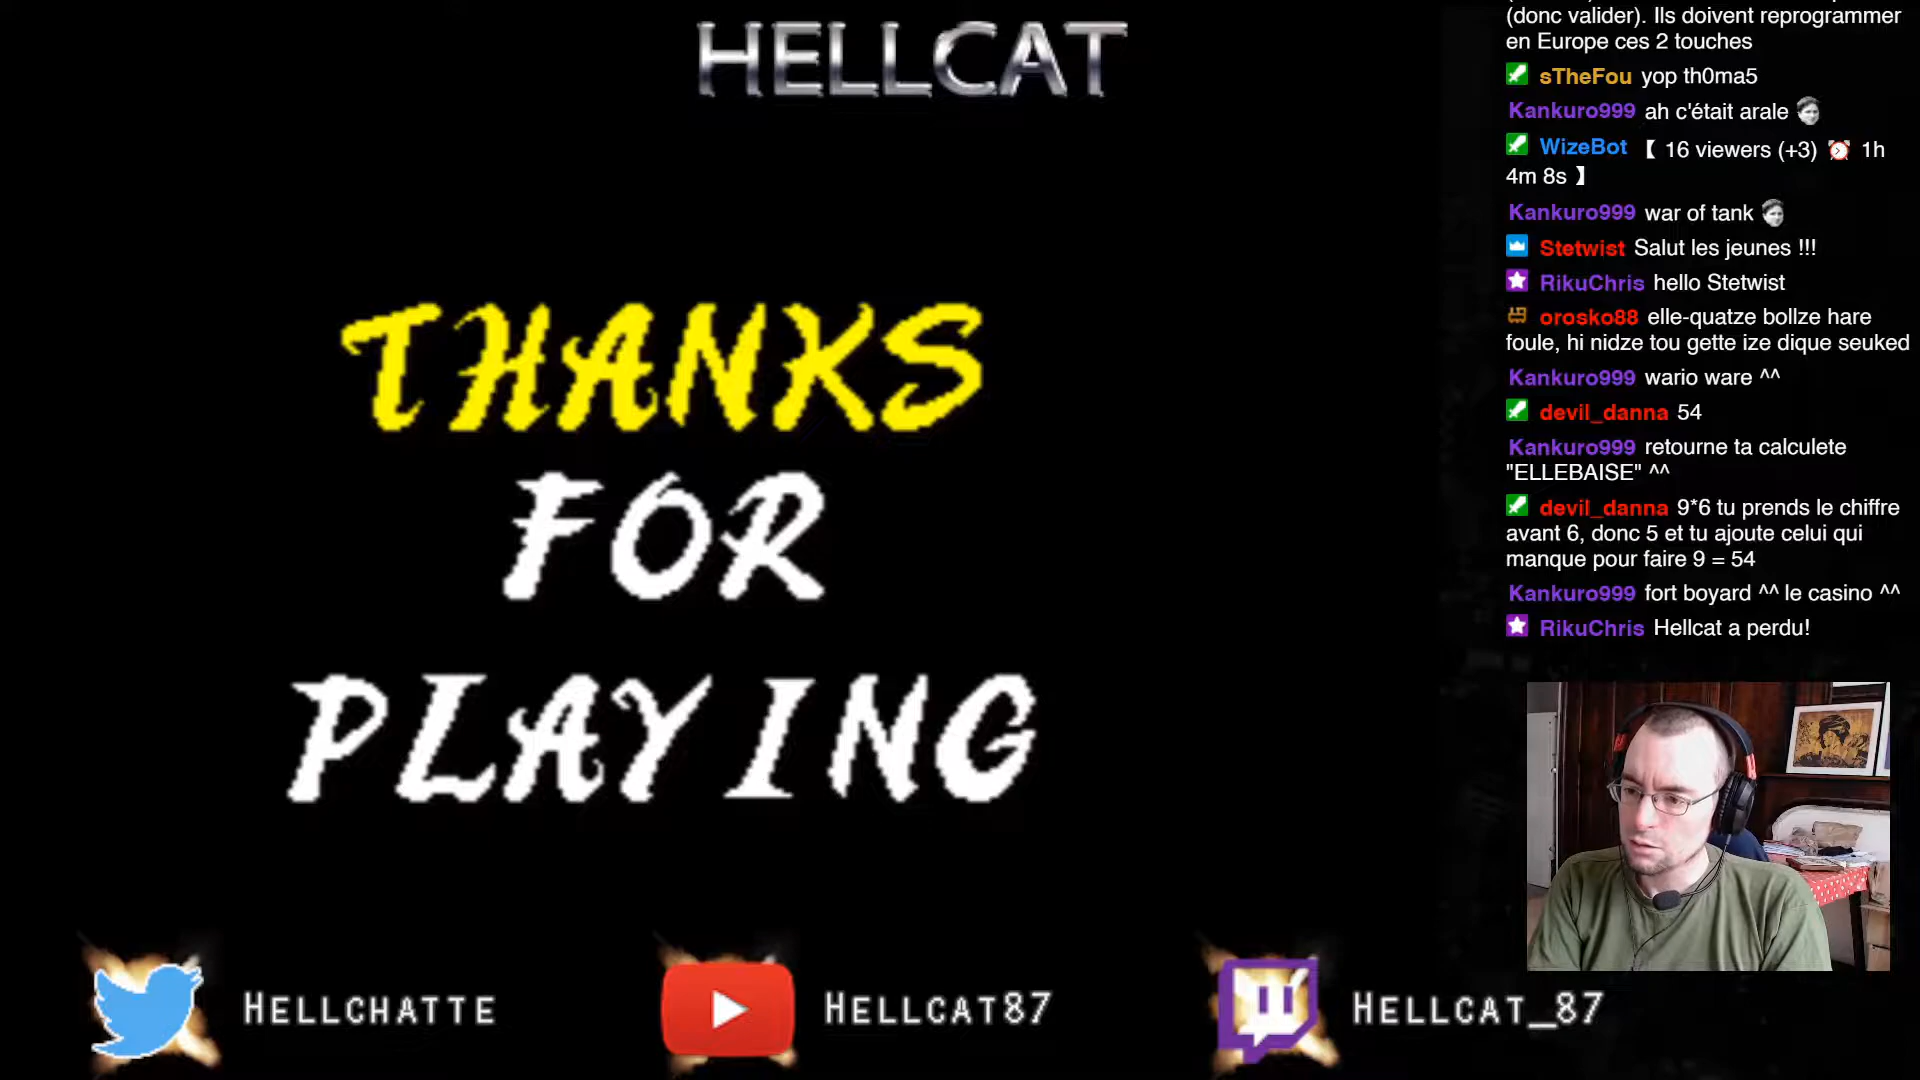 HELLCAT
THANKS
FOR
PLAYING
(donc valider). Ils doivent reprogrammer
en Europe ces 2 touches
sTheFou yop th0ma5
Kankuro999 ah c'était arale
WizeBot 【 16 viewers (+3) ⏰ 1h
4m 8s 】
Kankuro999 war of tank
Stetwist Salut les jeunes !!!
RikuChris hello Stetwist
orosko88 elle-quatze bollze hare
foule, hi nidze tou gette ize dique seuked
Kankuro999 wario ware ^^
devil_danna 54
Kankuro999 retourne ta calculete
"ELLEBAISE" ^^
devil_danna 9*6 tu prends le chiffre
avant 6, donc 5 et tu ajoute celui qui
manque pour faire 9 = 54
Kankuro999 fort boyard ^^ le casino ^^
RikuChris Hellcat a perdu!
HELLCHATTE
HELLCAT87
HELLCAT_87